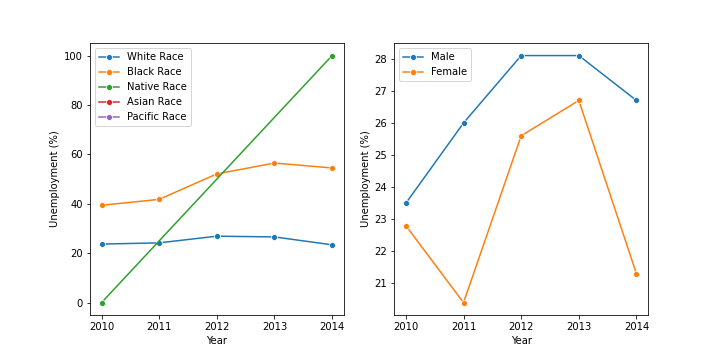 White Race
Black Race
Native Race
Asian Race
Pacific Race
100
80
60
40
20
0
Unemployment (%)
2010 2011 2012 2013 2014
Year
Male
Female
28
27
26
25
24
23
22
21
Unemployment (%)
2010 2011 2012 2013 2014
Year